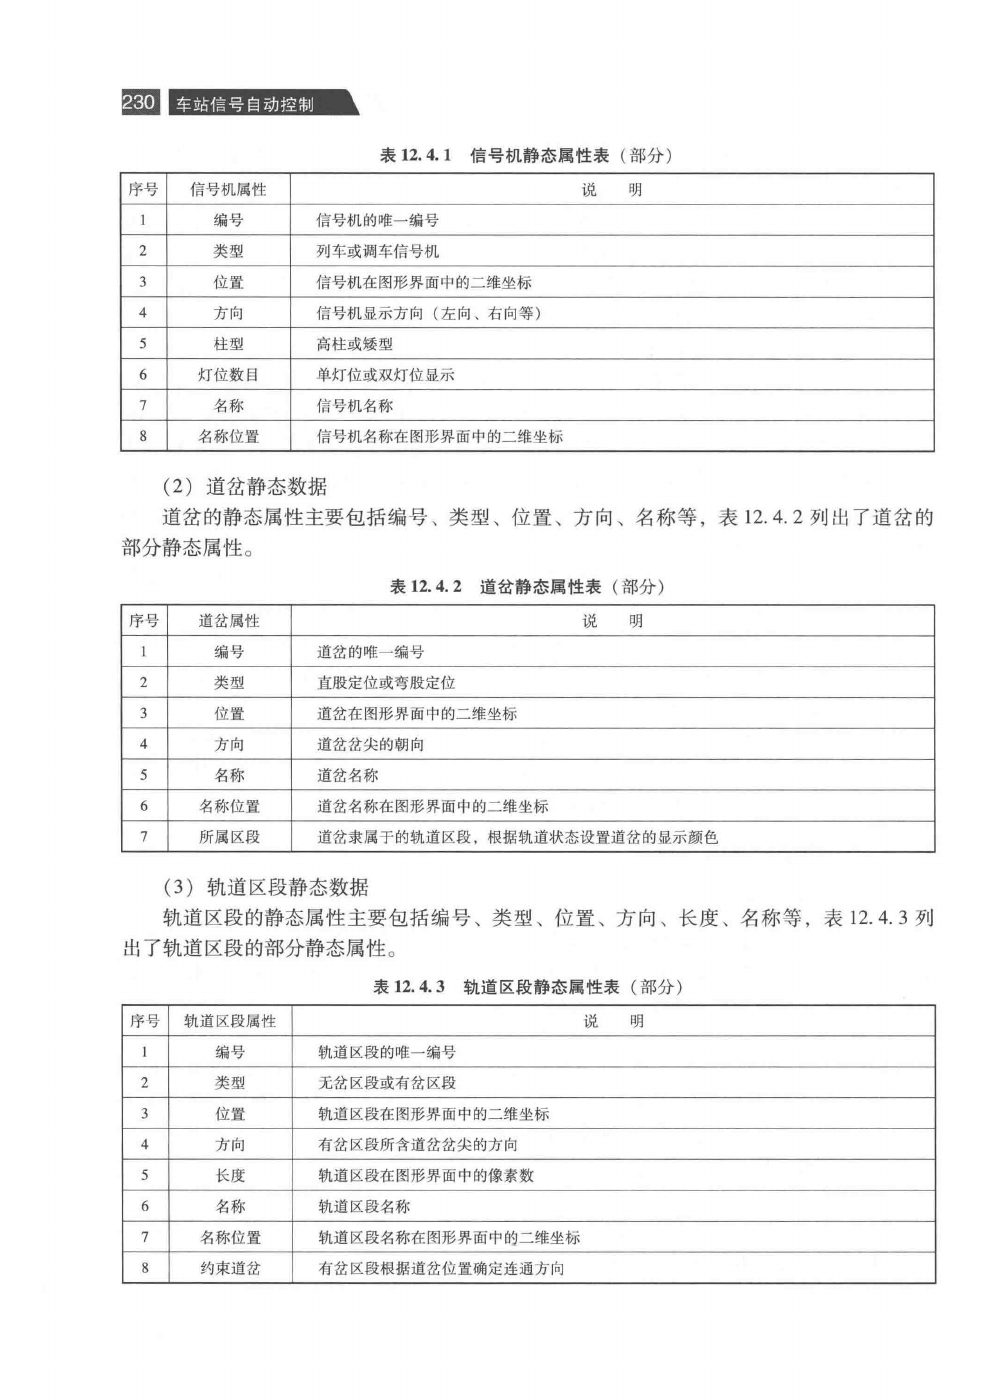 230 车站信号自动控制
表 12.4.1 信号机静态属性表（部分）
序号 信号机属性 说 明
1 编号 信号机的唯一编号
2 类型 列车或调车信号机
3 位置 信号机在图形界面中的二维坐标
4 方向 信号机显示方向（左向、右向等）
5 柱型 高柱或矮型
6 灯位数目 单灯位或双灯位显示
7 名称 信号机名称
8 名称位置 信号机名称在图形界面中的二维坐标
（2）道岔静态数据
道岔的静态属性主要包括编号、类型、位置、方向、名称等，表 12.4.2 列出了道岔的
部分静态属性。
表 12.4.2 道岔静态属性表（部分）
序号 道岔属性 说 明
1 编号 道岔的唯一编号
2 类型 直股定位或弯股定位
3 位置 道岔在图形界面中的二维坐标
4 方向 道岔岔尖的朝向
5 名称 道岔名称
6 名称位置 道岔名称在图形界面中的二维坐标
7 所属区段 道岔隶属于的轨道区段，根据轨道状态设置道岔的显示颜色
（3）轨道区段静态数据
轨道区段的静态属性主要包括编号、类型、位置、方向、长度、名称等，表 12.4.3 列
出了轨道区段的部分静态属性。
表 12.4.3 轨道区段静态属性表（部分）
序号 轨道区段属性 说 明
1 编号 轨道区段的唯一编号
2 类型 无岔区段或有岔区段
3 位置 轨道区段在图形界面中的二维坐标
4 方向 有岔区段所含道岔岔尖的方向
5 长度 轨道区段在图形界面中的像素数
6 名称 轨道区段名称
7 名称位置 轨道区段名称在图形界面中的二维坐标
8 约束道岔 有岔区段根据道岔位置确定连通方向